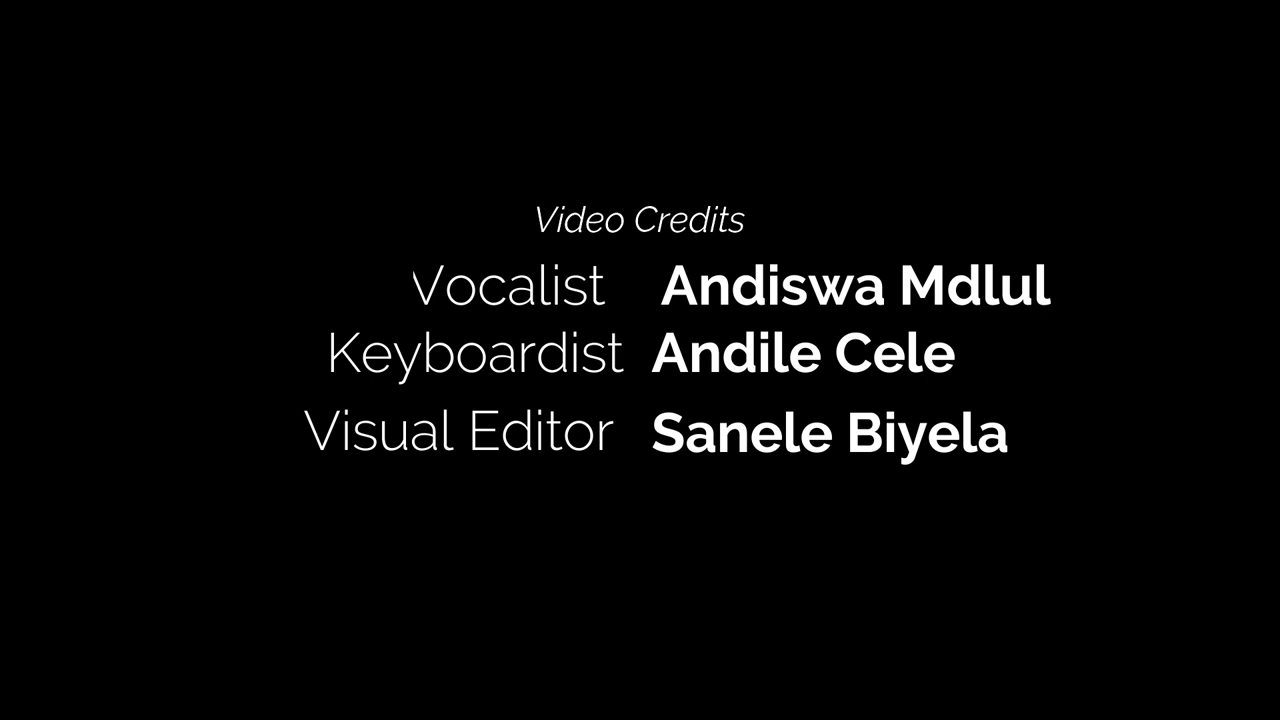 Video Credits
Vocalist Andiswa Mdlul
Keyboardist Andile Cele
Visual Editor Sanele Biyela